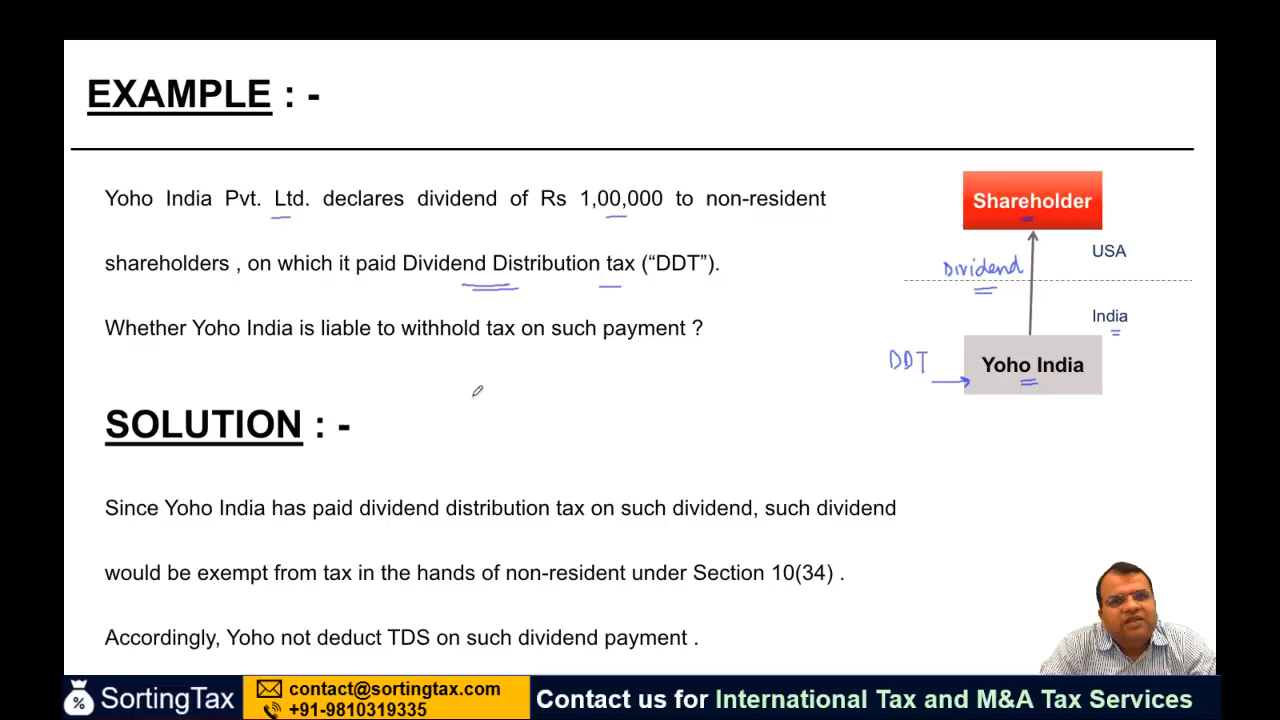 EXAMPLE : -
Yoho India Pvt. Ltd. declares dividend of Rs 1,00,000 to non-resident
shareholders , on which it paid Dividend Distribution tax (“DDT”).
Whether Yoho India is liable to withhold tax on such payment ?
Shareholder
USA
Dividend
India
DDT
Yoho India
SOLUTION : -
Since Yoho India has paid dividend distribution tax on such dividend, such dividend
would be exempt from tax in the hands of non-resident under Section 10(34) .
Accordingly, Yoho not deduct TDS on such dividend payment .
% SortingTax
contact@sortingtax.com
+91-9810319335
Contact us for International Tax and M&A Tax Services